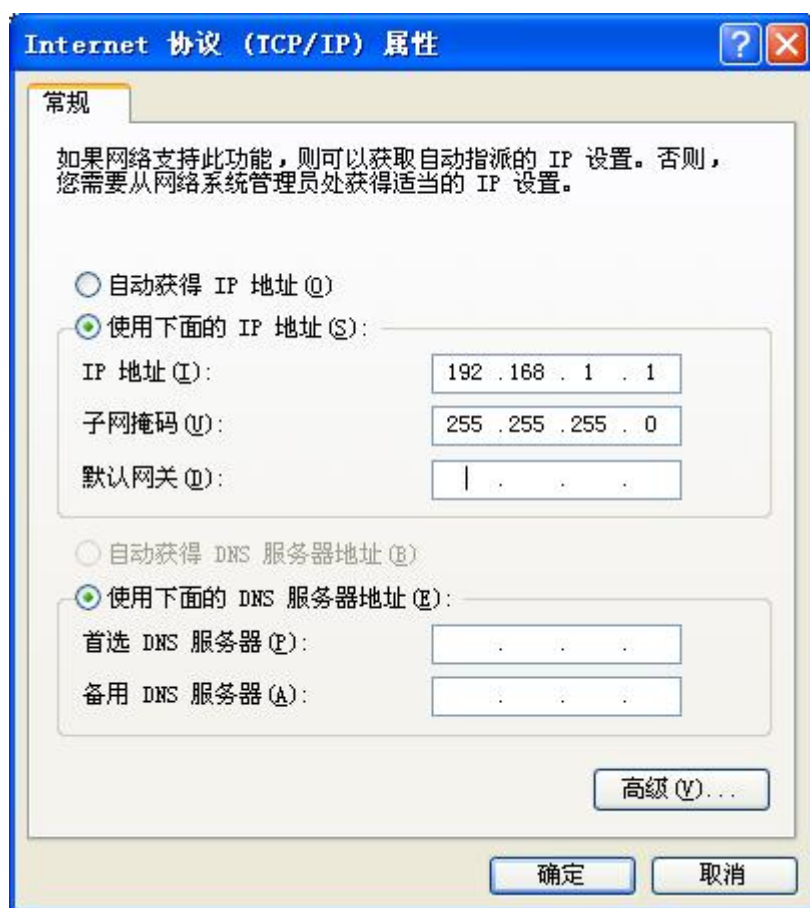 Internet 协议 (TCP/IP) 属性
常规
如果网络支持此功能，则可以获取自动指派的 IP 设置。否则，
您需要从网络系统管理员处获得适当的 IP 设置。
自动获得 IP 地址(O)
使用下面的 IP 地址(S):
IP 地址(I): 192 .168 . 1 . 1
子网掩码(U): 255 .255 .255 . 0
默认网关(D): . . .
自动获得 DNS 服务器地址(B)
使用下面的 DNS 服务器地址(E):
首选 DNS 服务器(P): . . .
备用 DNS 服务器(A): . . .
高级(V)...
确定 取消